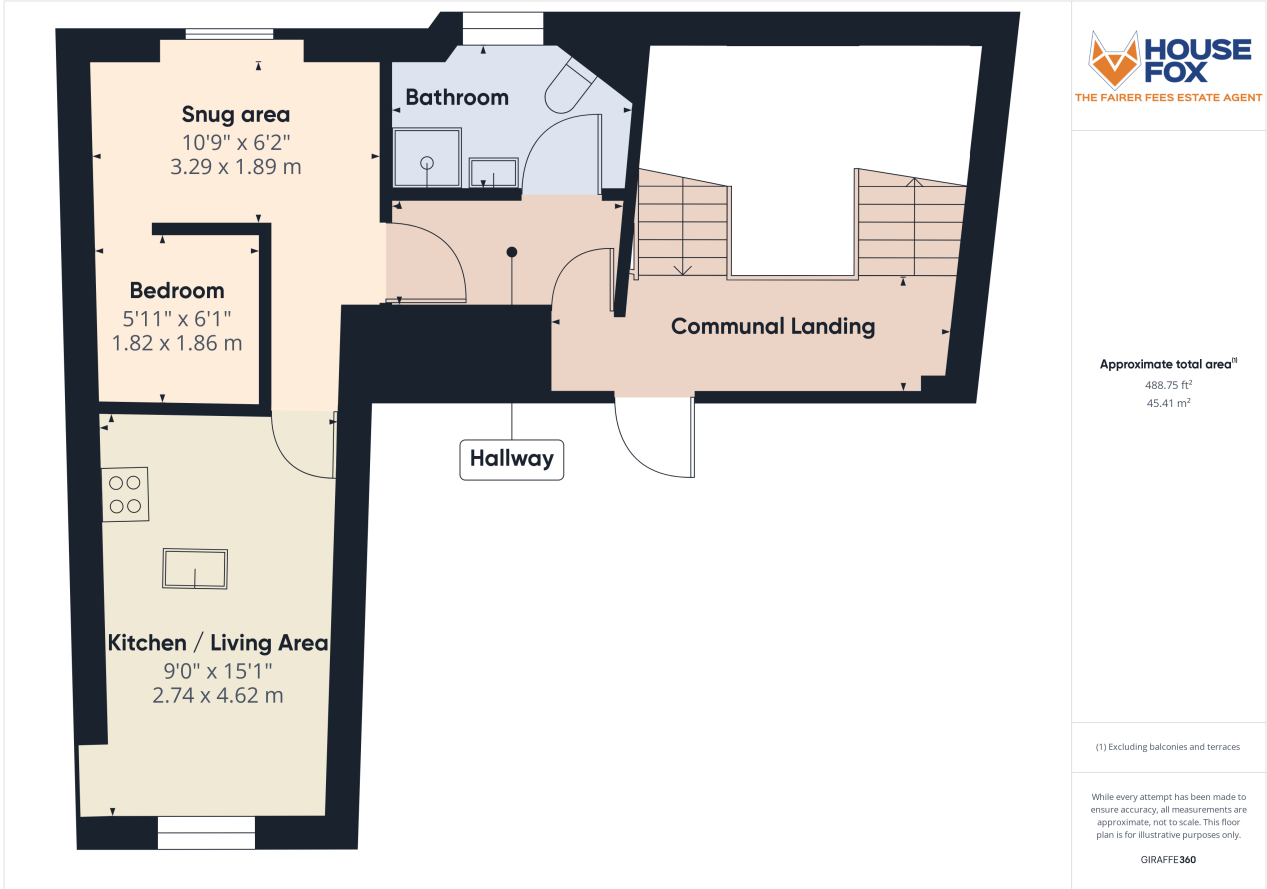 Snug area
10'9" x 6'2"
3.29 x 1.89 m
Bathroom
Bedroom
5'11" x 6'1"
1.82 x 1.86 m
Communal Landing
Hallway
Kitchen / Living Area
9'0" x 15'1"
2.74 x 4.62 m
HOUSE
FOX
THE FAIRER FEES ESTATE AGENT
Approximate total area(1)
488.75 ft²
45.41 m²
(1) Excluding balconies and terraces
While every attempt has been made to
ensure accuracy, all measurements are
approximate, not to scale. This floor
plan is for illustrative purposes only.
GIRAFFE360